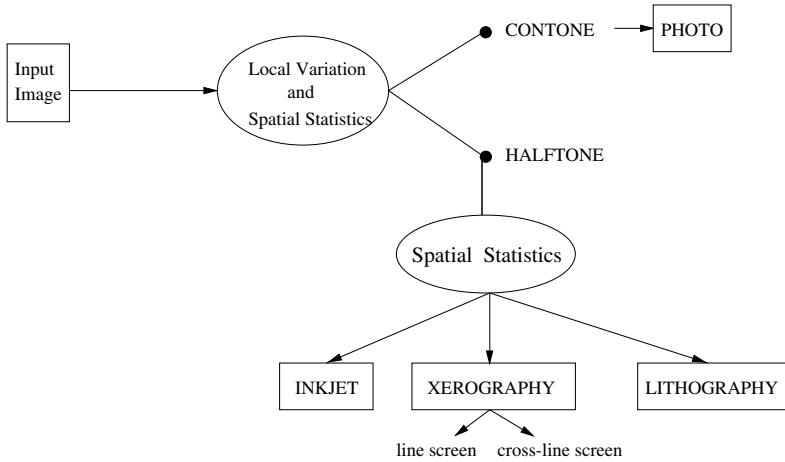 CONTONE
PHOTO
Input
Image
Local Variation
and
Spatial Statistics
HALFTONE
Spatial Statistics
INKJET
XEROGRAPHY
LITHOGRAPHY
line screen
cross-line screen